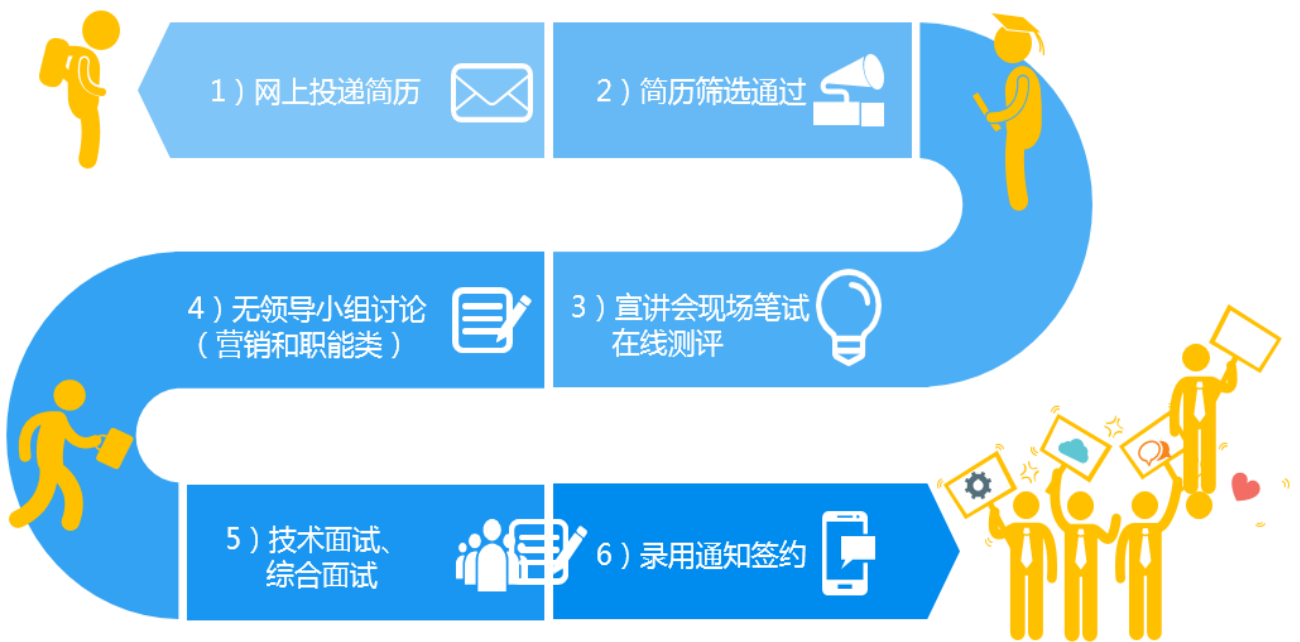 1）网上投递简历
2）简历筛选通过
3）宣讲会现场笔试
在线测评
4）无领导小组讨论
（营销和职能类）
5）技术面试、
综合面试
6）录用通知签约